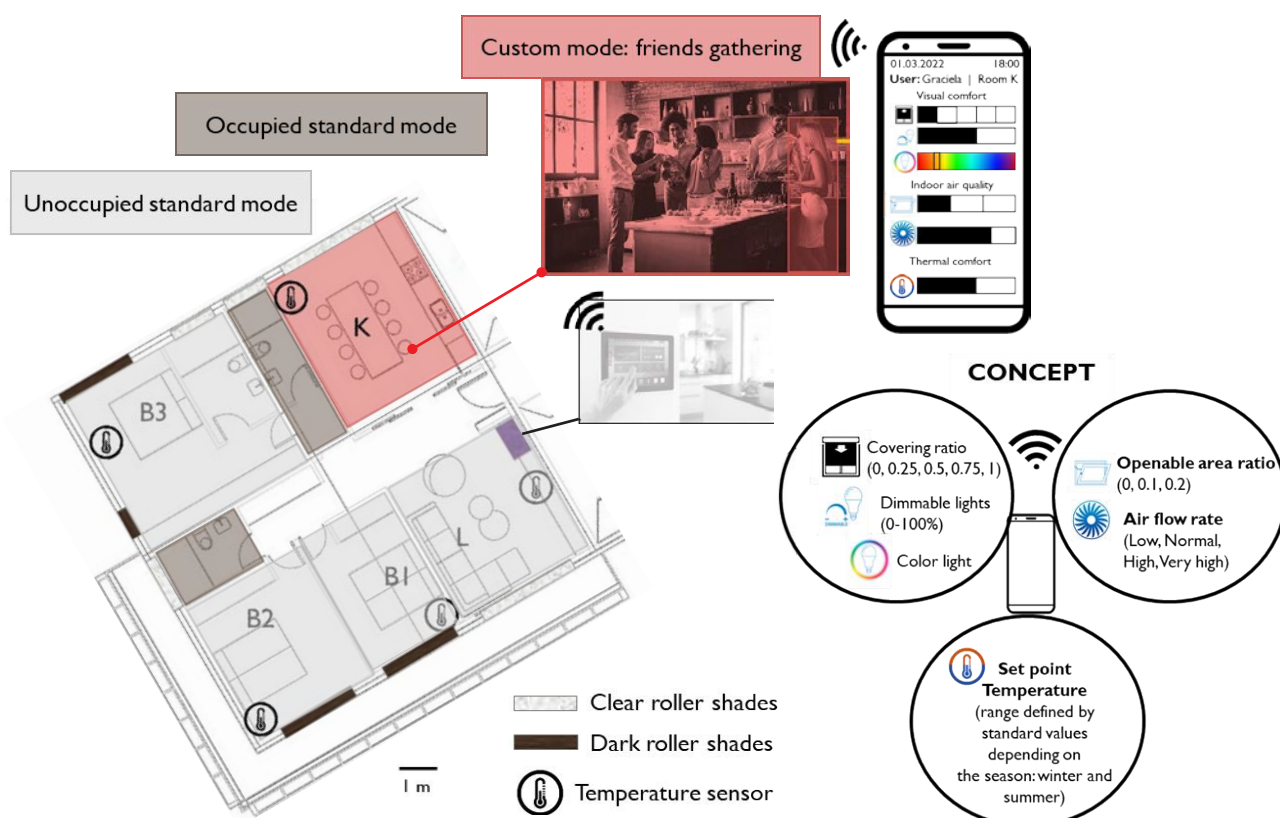 Custom mode: friends gathering
Occupied standard mode
Unoccupied standard mode
01.03.2022 18:00
User: Graciela | Room K
Visual comfort
Indoor air quality
Thermal comfort
K
B3
L
B1
B2
1 m
Clear roller shades
Dark roller shades
Temperature sensor
CONCEPT
Covering ratio
(0, 0.25, 0.5, 0.75, 1)
Dimmable lights
(0-100%)
DIMMABLE
Color light
Openable area ratio
(0, 0.1, 0.2)
Air flow rate
(Low, Normal,
High, Very high)
Set point
Temperature
(range defined by
standard values
depending on
the season: winter and
summer)